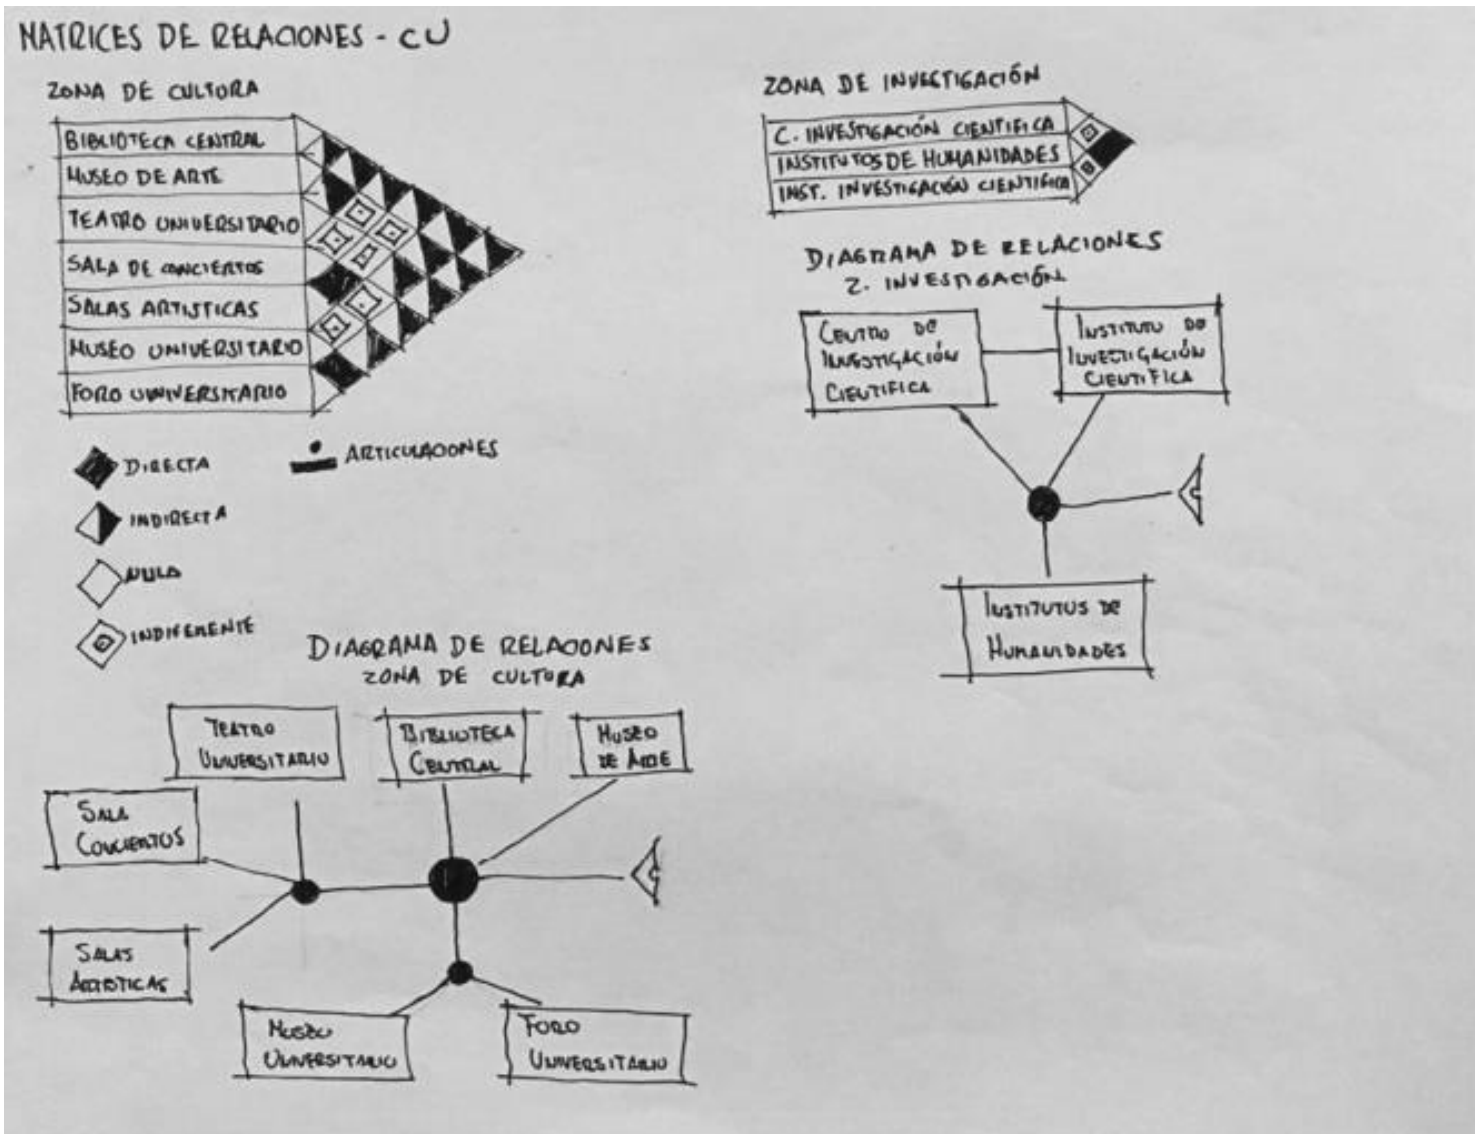 MATRICES DE RELACIONES - CU
ZONA DE CULTURA
BIBLIOTECA CENTRAL
MUSEO DE ARTE
TEATRO UNIVERSITARIO
SALA DE CONCIERTOS
SALAS ARTISTICAS
MUSEO UNIVERSITARIO
FORO UNIVERSITARIO
DIRECTA
INDIRECTA
NULA
INDIFERENTE
ARTICULACIONES
ZONA DE INVESTIGACIÓN
C. INVESTIGACIÓN CIENTIFICA
INSTITUTOS DE HUMANIDADES
INST. INVESTIGACIÓN CIENTIFICA
DIAGRAMA DE RELACIONES
Z. INVESTIGACIÓN
CENTRO DE
INVESTIGACIÓN
CIENTIFICA
INSTITUTO DE
INVESTIGACIÓN
CIENTIFICA
INSTITUTOS DE
HUMANIDADES
DIAGRAMA DE RELACIONES
ZONA DE CULTURA
TEATRO
UNIVERSITARIO
BIBLIOTECA
CENTRAL
MUSEO
DE ARTE
SALA
CONCIERTOS
SALAS
ARTISTICAS
MUSEO
UNIVERSITARIO
FORO
UNIVERSITARIO